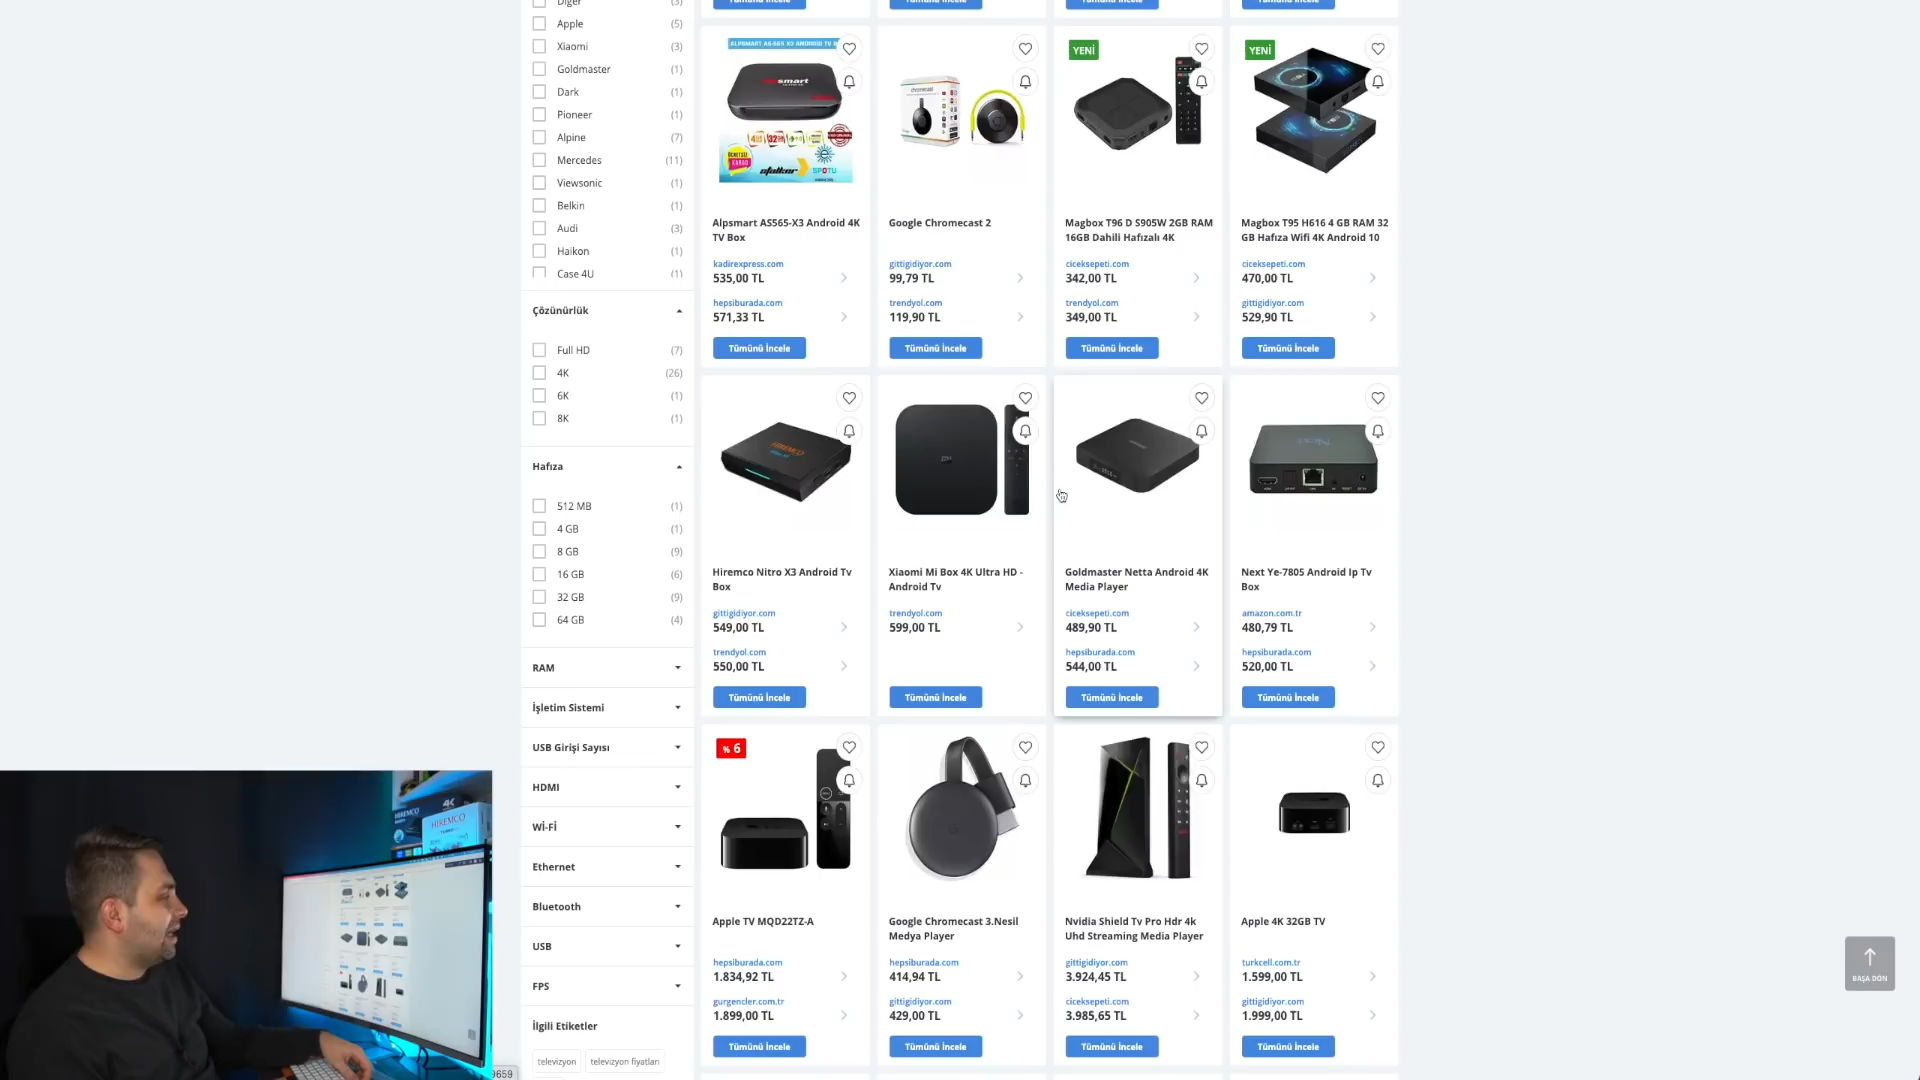 Diğer (3)
Apple (5)
Xiaomi (3)
Goldmaster (1)
Dark (1)
Pioneer (1)
Alpine (7)
Mercedes (11)
Viewsonic (1)
Belkin (1)
Audi (3)
Haikon (1)
Case 4U (1)
Çözünürlük
Full HD (7)
4K (26)
6K (1)
8K (1)
Hafıza
512 MB (1)
4 GB (1)
8 GB (9)
16 GB (6)
32 GB (9)
64 GB (4)
RAM
İşletim Sistemi
USB Girişi Sayısı
HDMI
Wİ-Fİ
Ethernet
Bluetooth
USB
FPS
İlgili Etiketler
televizyon televizyon fiyatları
Tümünü İncele Tümünü İncele Tümünü İncele Tümünü İncele
YENİ YENİ
Alpsmart AS565-X3 Android 4K
TV Box
kadirexpress.com
535,00 TL
hepsiburada.com
571,33 TL
Tümünü İncele
Google Chromecast 2
gittigidiyor.com
99,79 TL
trendyol.com
119,90 TL
Tümünü İncele
Magbox T96 D S905W 2GB RAM
16GB Dahili Hafızalı 4K
ciceksepeti.com
342,00 TL
trendyol.com
349,00 TL
Tümünü İncele
Magbox T95 H616 4 GB RAM 32
GB Hafıza Wifi 4K Android 10
ciceksepeti.com
470,00 TL
gittigidiyor.com
529,90 TL
Tümünü İncele
HIREMCO
Hiremco Nitro X3 Android Tv
Box
gittigidiyor.com
549,00 TL
trendyol.com
550,00 TL
Tümünü İncele
Xiaomi Mi Box 4K Ultra HD -
Android Tv
trendyol.com
599,00 TL
Tümünü İncele
Goldmaster Netta Android 4K
Media Player
ciceksepeti.com
489,90 TL
hepsiburada.com
544,00 TL
Tümünü İncele
Next
Next Ye-7805 Android Ip Tv
Box
amazon.com.tr
480,79 TL
hepsiburada.com
520,00 TL
Tümünü İncele
% 6
Apple TV MQD22TZ-A
hepsiburada.com
1.834,92 TL
gurgencler.com.tr
1.899,00 TL
Tümünü İncele
Google Chromecast 3.Nesil
Medya Player
hepsiburada.com
414,94 TL
gittigidiyor.com
429,00 TL
Tümünü İncele
Nvidia Shield Tv Pro Hdr 4k
Uhd Streaming Media Player
gittigidiyor.com
3.924,45 TL
ciceksepeti.com
3.985,65 TL
Tümünü İncele
Apple 4K 32GB TV
turkcell.com.tr
1.599,00 TL
gittigidiyor.com
1.999,00 TL
Tümünü İncele
BAŞA DÖN
4K
HIREMCO
HIREMCO
9659